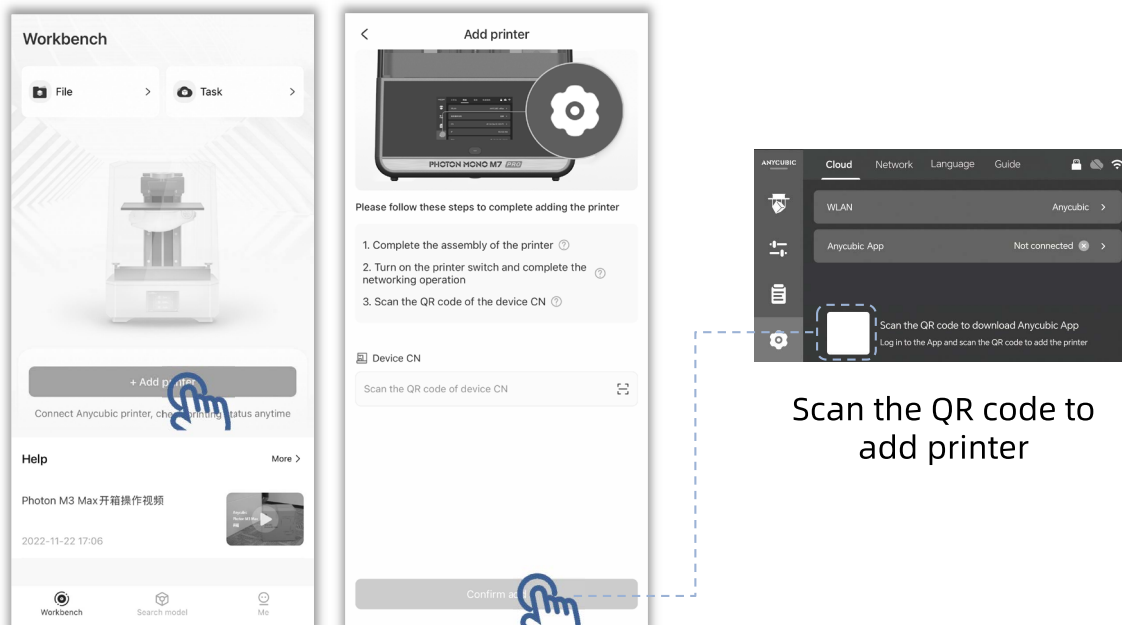 Workbench
File
Task
+ Add printer
Connect Anycubic printer, check printing status anytime
Help
More
Photon M3 Max开箱操作视频
2022-11-22 17:06
Workbench
Search model
Me
Add printer
PHOTON MONO M7 PRO
Please follow these steps to complete adding the printer
1. Complete the assembly of the printer
2. Turn on the printer switch and complete the
networking operation
3. Scan the QR code of the device CN
Device CN
Scan the QR code of device CN
Confirm add
ANYCUBIC
Cloud Network Language Guide
WLAN Anycubic
Anycubic App Not connected
Scan the QR code to download Anycubic App
Log in to the App and scan the QR code to add the printer
Scan the QR code to
add printer